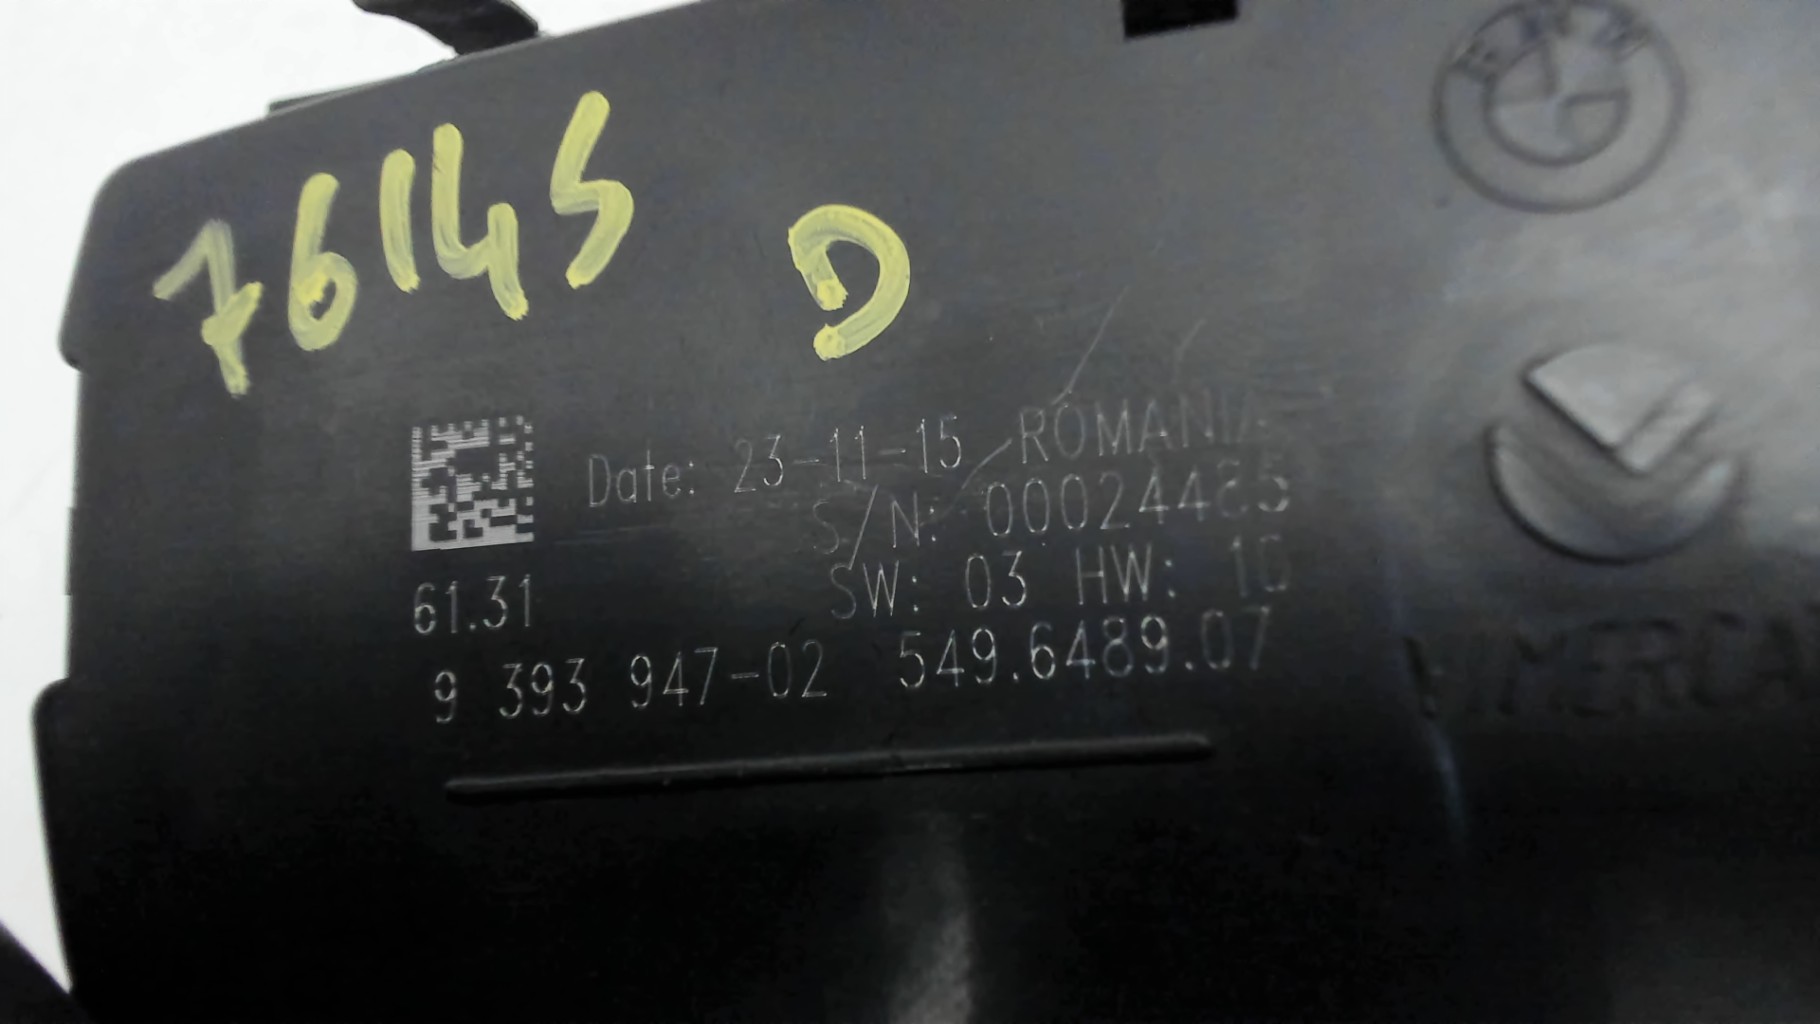 BMW
76145 D
Date: 23-11-15 ROMANIA
S/N: 00024485
61.31 SW: 03 HW: 10
9 393 947-02 549.6489.07